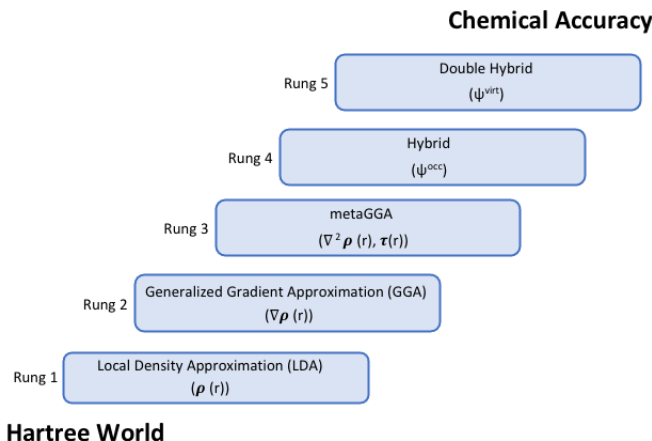 Chemical Accuracy
Rung 5
Double Hybrid
(ψᵛⁱʳᵗ)
Rung 4
Hybrid
(ψᵒᶜᶜ)
Rung 3
metaGGA
(∇² ρ (r), τ(r))
Rung 2
Generalized Gradient Approximation (GGA)
(∇ρ (r))
Rung 1
Local Density Approximation (LDA)
(ρ (r))
Hartree World